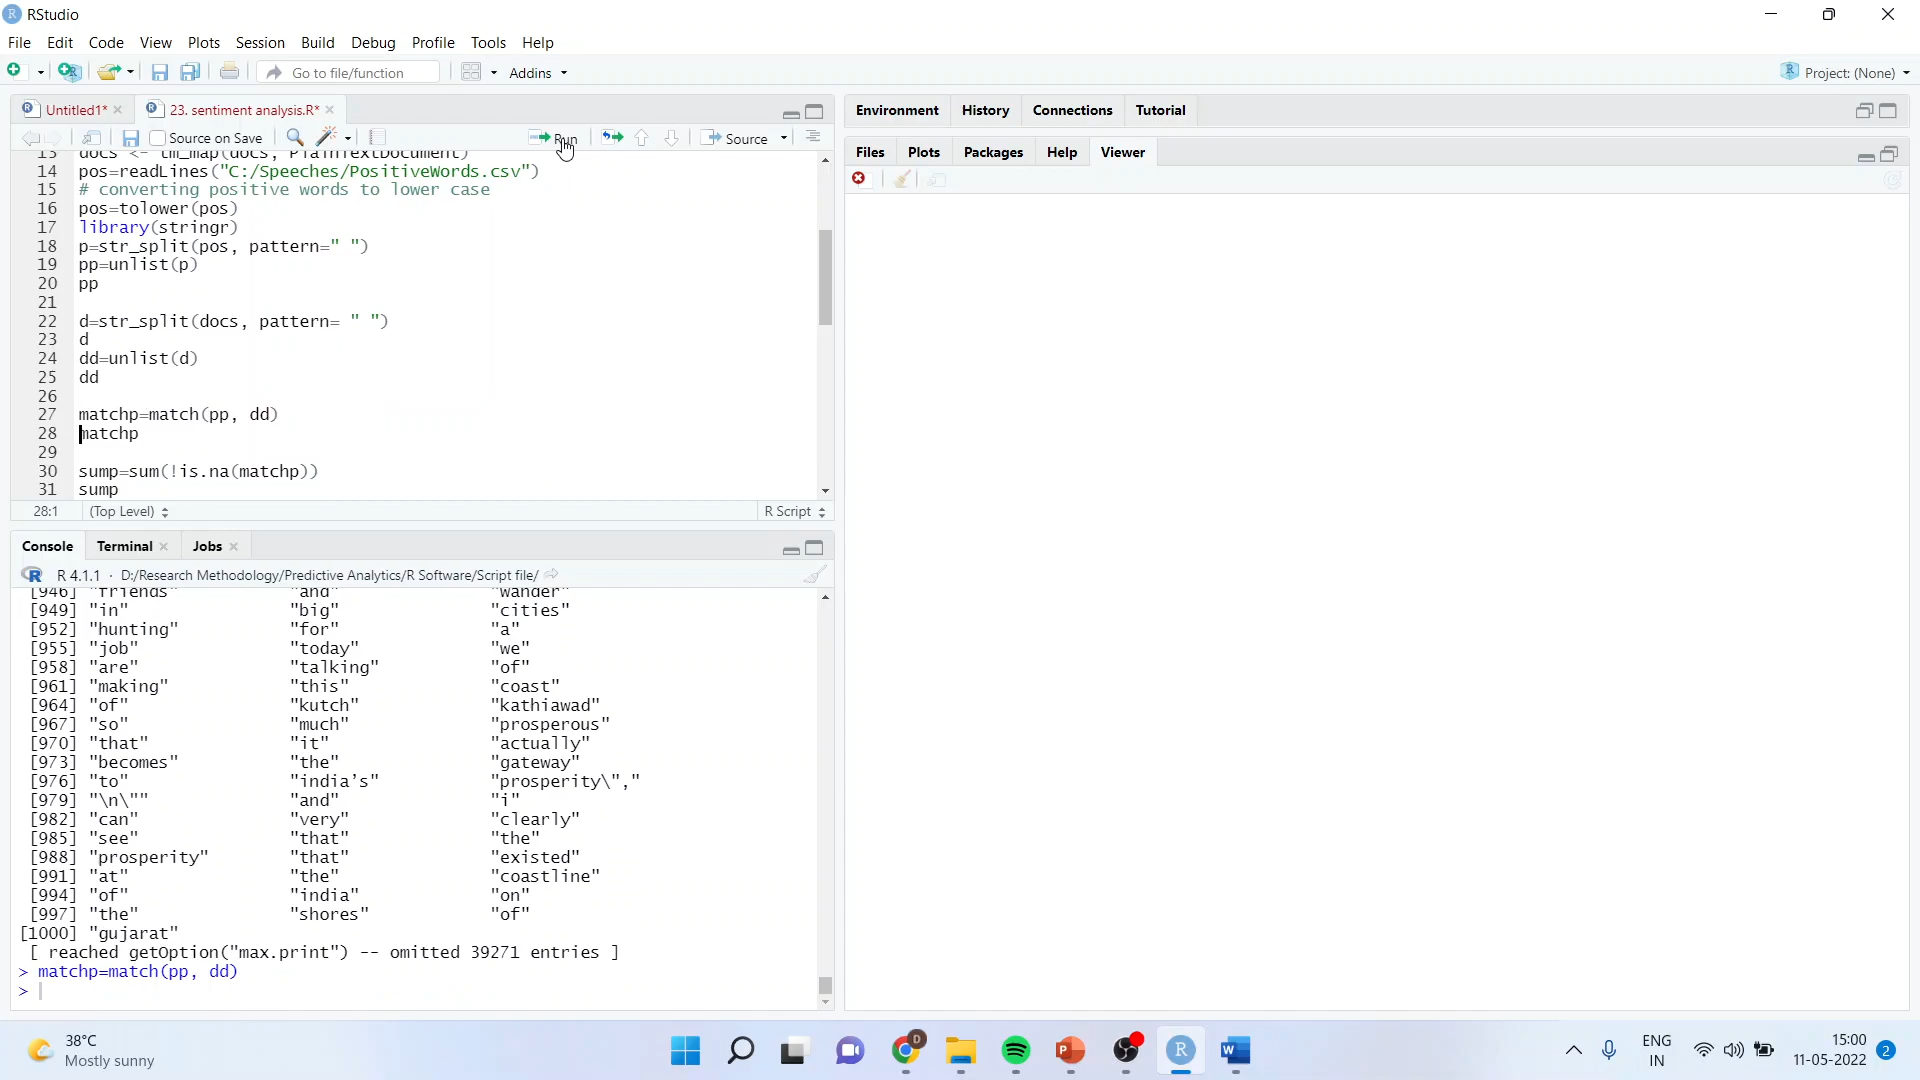 RStudio
File Edit Code View Plots Session Build Debug Profile Tools Help
Go to file/function Addins Project: (None)
Untitled1* 23. sentiment analysis.R*
Source on Save Run Source
13 docs <- tm_map(docs, PlainTextDocument)
14 pos=readLines("C:/Speeches/PositiveWords.csv")
15 # converting positive words to lower case
16 pos=tolower(pos)
17 library(stringr)
18 p=str_split(pos, pattern=" ")
19 pp=unlist(p)
20 pp
21
22 d=str_split(docs, pattern= " ")
23 d
24 dd=unlist(d)
25 dd
26
27 matchp=match(pp, dd)
28 matchp
29
30 sump=sum(!is.na(matchp))
31 sump
28:1 (Top Level) R Script
Console Terminal Jobs
R 4.1.1 · D:/Research Methodology/Predictive Analytics/R Software/Script file/
[946] "friends" "and" "wander"
[949] "in" "big" "cities"
[952] "hunting" "for" "a"
[955] "job" "today" "we"
[958] "are" "talking" "of"
[961] "making" "this" "coast"
[964] "of" "kutch" "kathiawad"
[967] "so" "much" "prosperous"
[970] "that" "it" "actually"
[973] "becomes" "the" "gateway"
[976] "to" "india’s" "prosperity\","
[979] "\n\"" "and" "i"
[982] "can" "very" "clearly"
[985] "see" "that" "the"
[988] "prosperity" "that" "existed"
[991] "at" "the" "coastline"
[994] "of" "india" "on"
[997] "the" "shores" "of"
[1000] "gujarat"
[ reached getOption("max.print") -- omitted 39271 entries ]
> matchp=match(pp, dd)
>
Environment History Connections Tutorial
Files Plots Packages Help Viewer
38°C
Mostly sunny
ENG
IN
15:00
11-05-2022
2